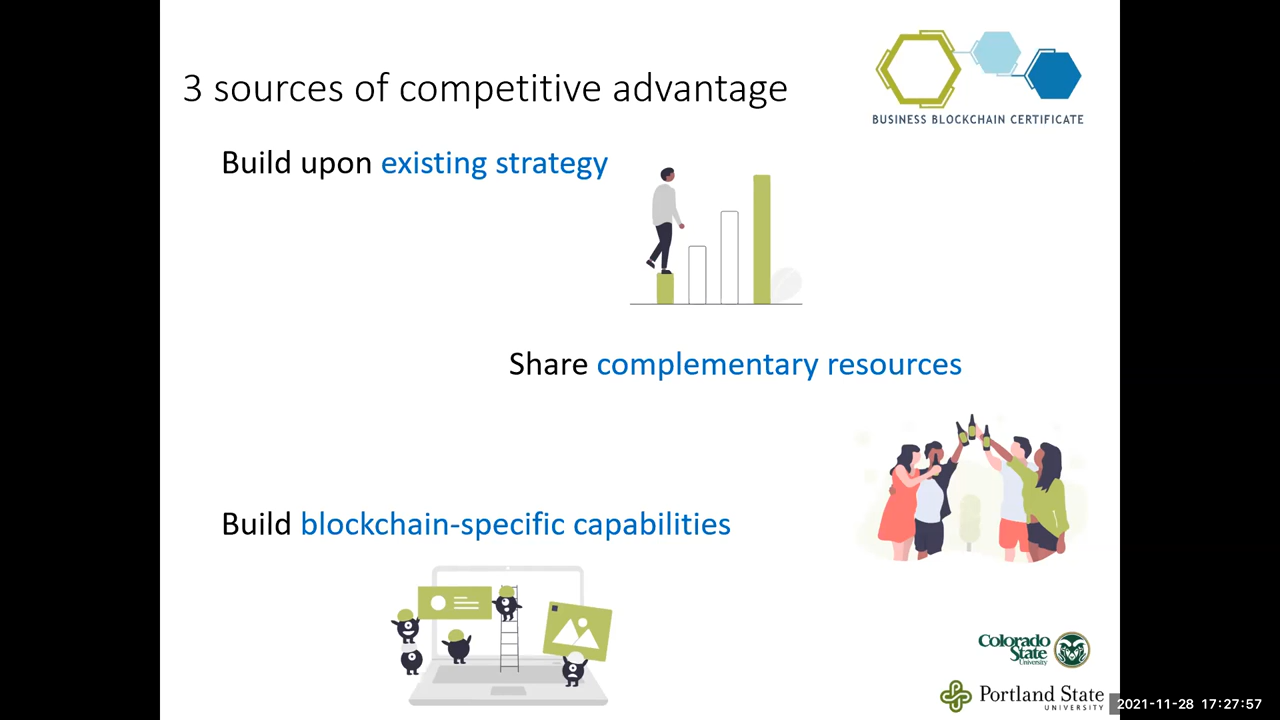 3 sources of competitive advantage
BUSINESS BLOCKCHAIN CERTIFICATE
Build upon existing strategy
Share complementary resources
Build blockchain-specific capabilities
Colorado
State
University
Portland State
UNIVERSITY
2021-11-28 17:27:57